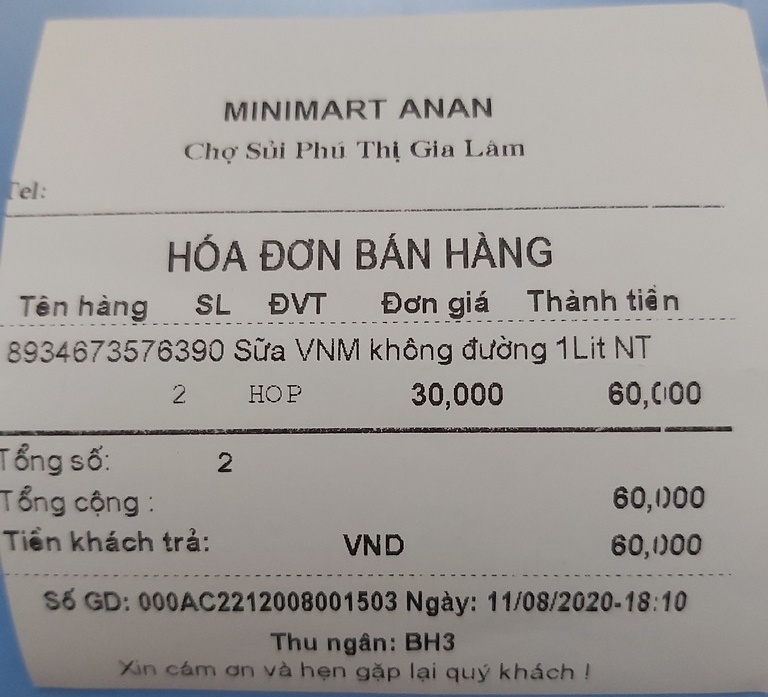 MINIMART ANAN
Chợ Sủi Phú Thị Gia Lâm
Tel:
HÓA ĐƠN BÁN HÀNG
Tên hàng SL ĐVT Đơn giá Thành tiền
8934673576390 Sữa VNM không đường 1Lit NT
2 HOP 30,000 60,000
Tổng số: 2
Tổng cộng : 60,000
Tiền khách trả: VND 60,000
Số GD: 000AC2212008001503 Ngày: 11/08/2020-18:10
Thu ngân: BH3
Xin cám ơn và hẹn gặp lại quý khách !